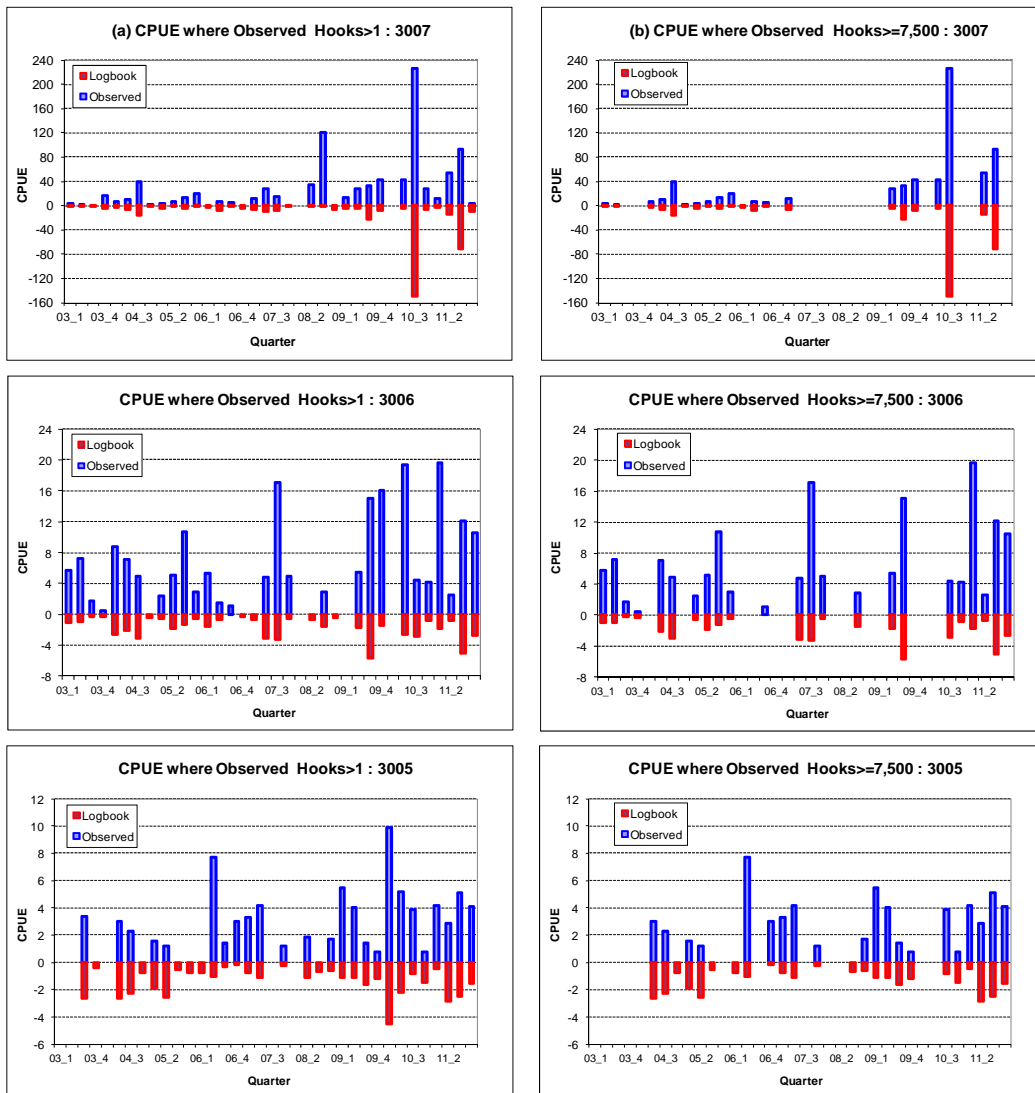 (a) CPUE where Observed Hooks>1 : 3007
240
200
160
120
80
40
0
-40
-80
-120
-160
CPUE
Logbook
Observed
03_1 03_4 04_3 05_2 06_1 06_4 07_3 08_2 09_1 09_4 10_3 11_2
Quarter
(b) CPUE where Observed Hooks>=7,500 : 3007
240
200
160
120
80
40
0
-40
-80
-120
-160
CPUE
Logbook
Observed
03_1 03_4 04_3 05_2 06_1 06_4 07_3 08_2 09_1 09_4 10_3 11_2
Quarter
CPUE where Observed Hooks>1 : 3006
24
20
16
12
8
4
0
-4
-8
CPUE
Logbook
Observed
03_1 03_4 04_3 05_2 06_1 06_4 07_3 08_2 09_1 09_4 10_3 11_2
Quarter
CPUE where Observed Hooks>=7,500 : 3006
24
20
16
12
8
4
0
-4
-8
CPUE
Logbook
Observed
03_1 03_4 04_3 05_2 06_1 06_4 07_3 08_2 09_1 09_4 10_3 11_2
Quarter
CPUE where Observed Hooks>1 : 3005
12
10
8
6
4
2
0
-2
-4
-6
CPUE
Logbook
Observed
03_1 03_4 04_3 05_2 06_1 06_4 07_3 08_2 09_1 09_4 10_3 11_2
Quarter
CPUE where Observed Hooks>=7,500 : 3005
12
10
8
6
4
2
0
-2
-4
-6
CPUE
Logbook
Observed
03_1 03_4 04_3 05_2 06_1 06_4 07_3 08_2 09_1 09_4 10_3 11_2
Quarter